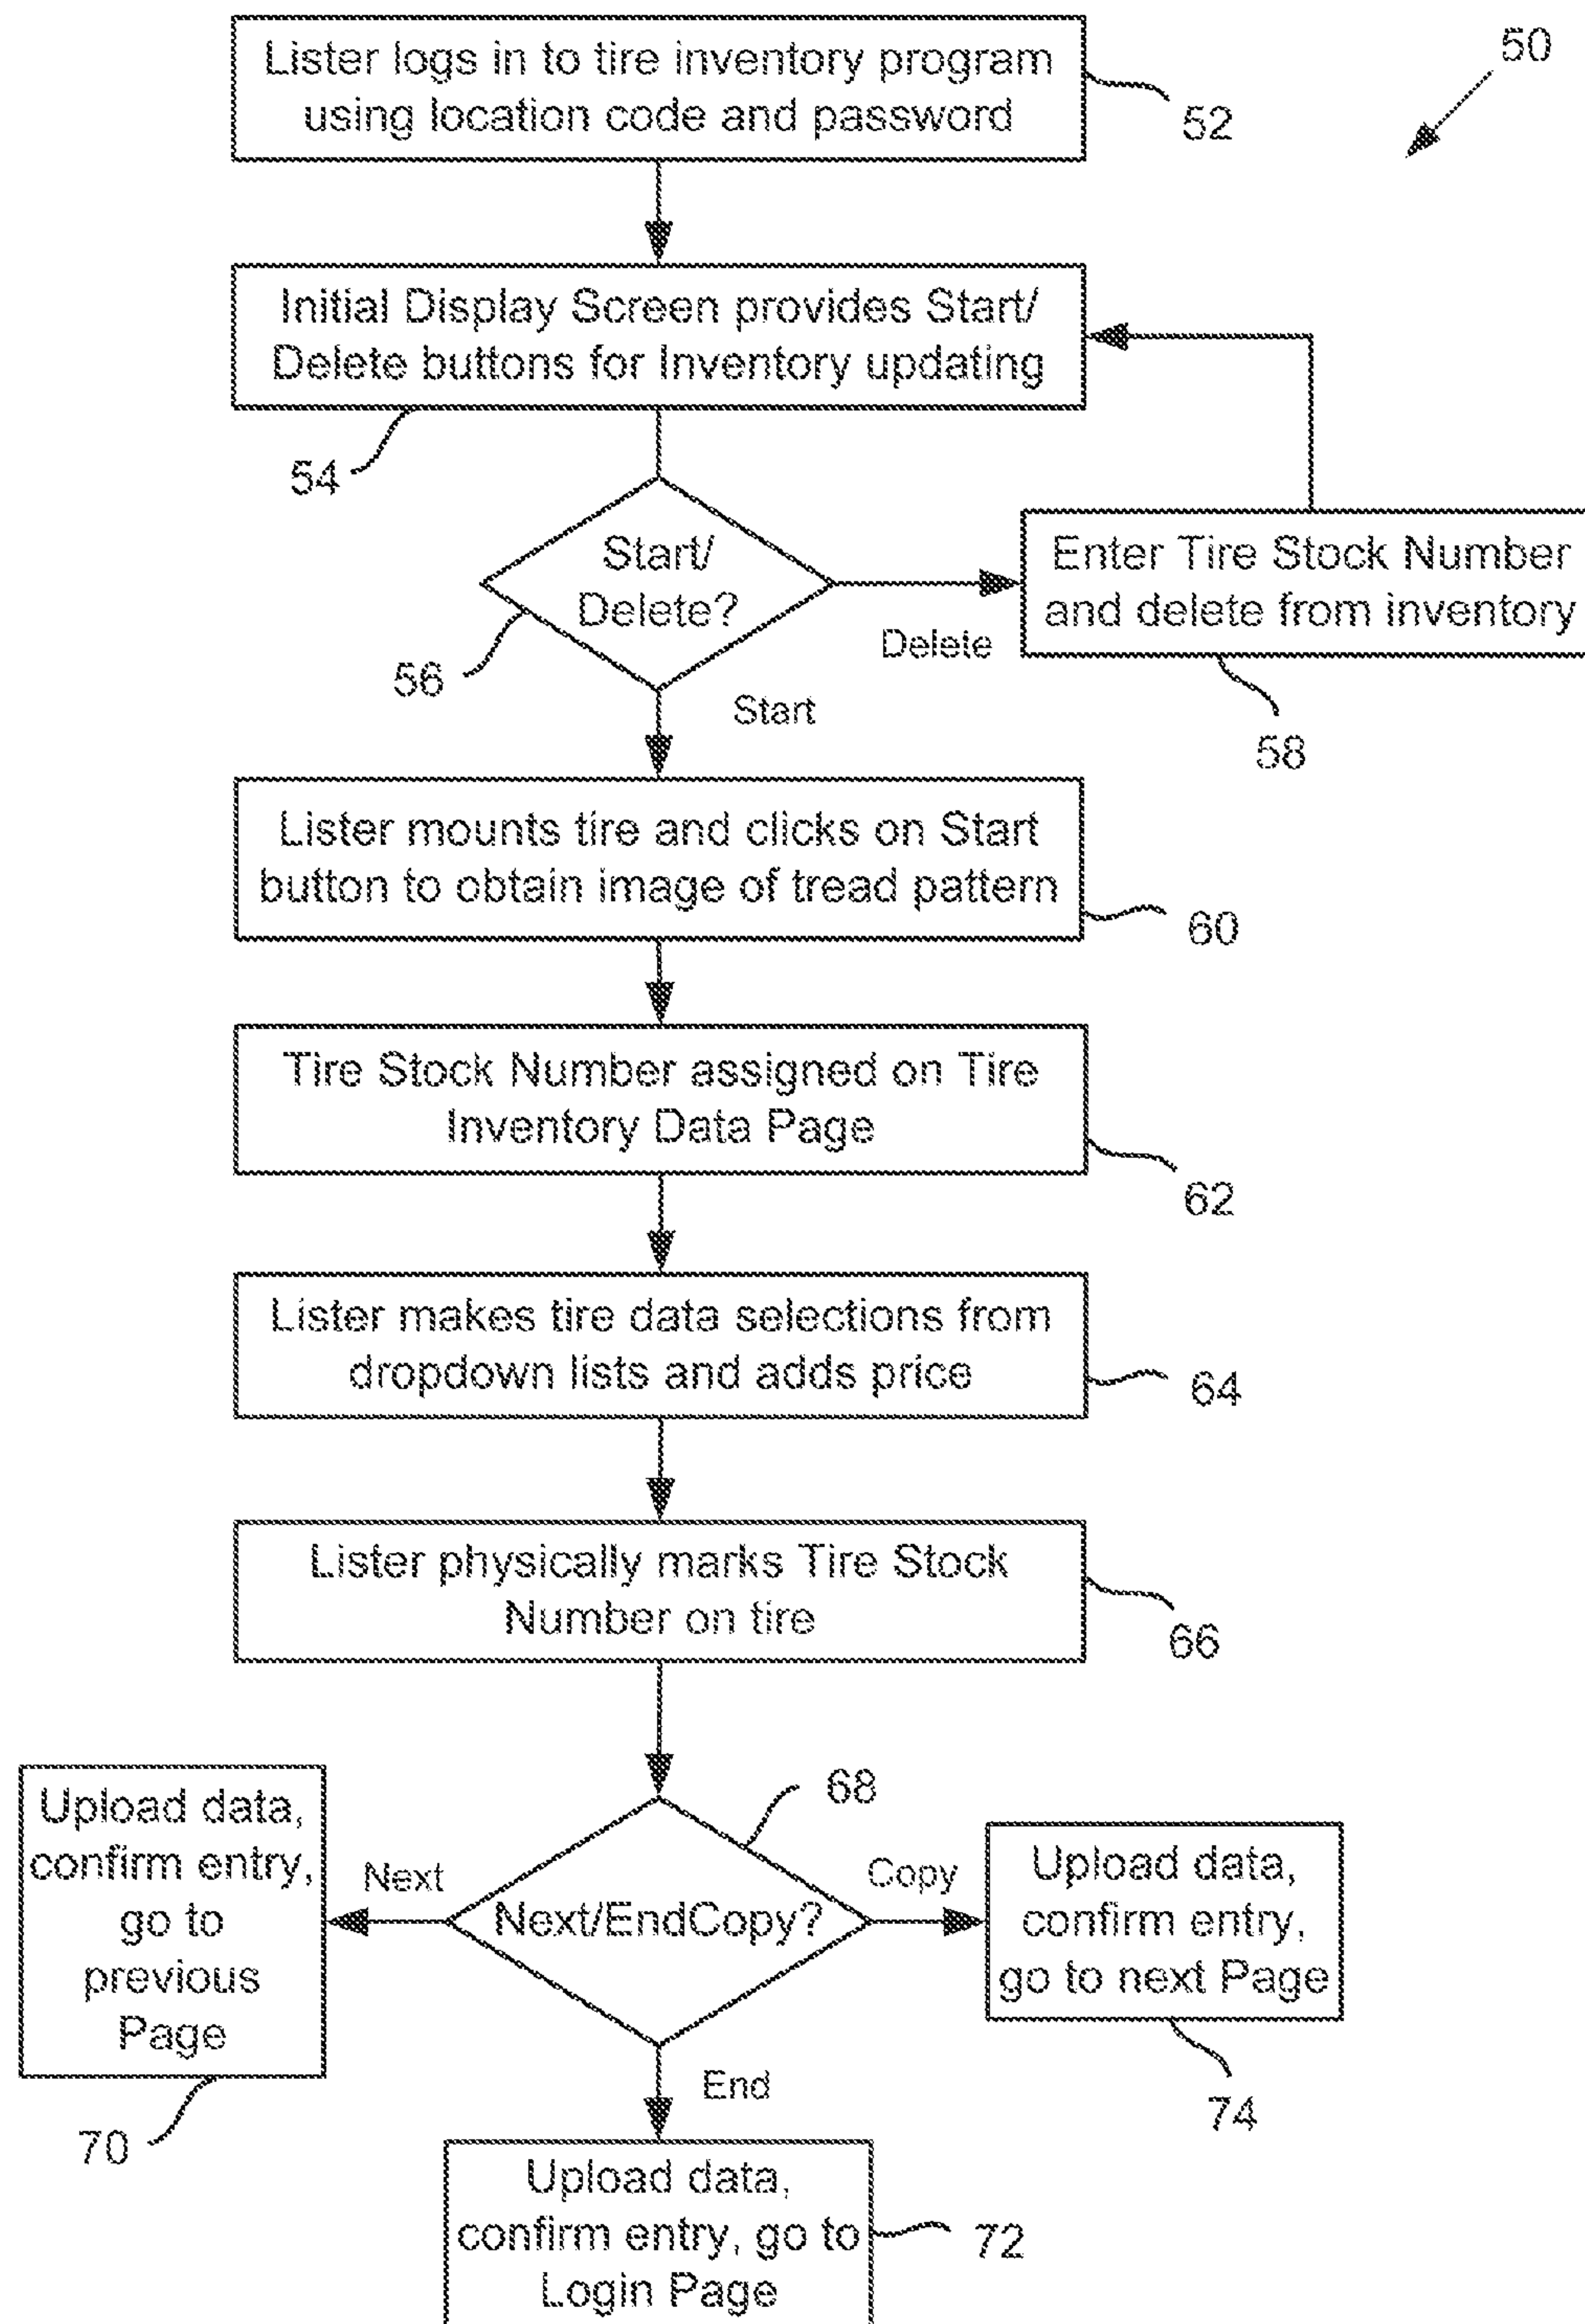 50
Lister logs in to tire inventory program
using location code and password
52
Initial Display Screen provides Start/
Delete buttons for Inventory updating
54
Start/
Delete?
56
Delete
Enter Tire Stock Number
and delete from inventory
58
Start
Lister mounts tire and clicks on Start
button to obtain image of tread pattern
60
Tire Stock Number assigned on Tire
Inventory Data Page
62
Lister makes tire data selections from
dropdown lists and adds price
64
Lister physically marks Tire Stock
Number on tire
66
68
Next/EndCopy?
Next
Upload data,
confirm entry,
go to
previous
Page
70
Copy
Upload data,
confirm entry,
go to next Page
74
End
Upload data,
confirm entry, go to
Login Page
72